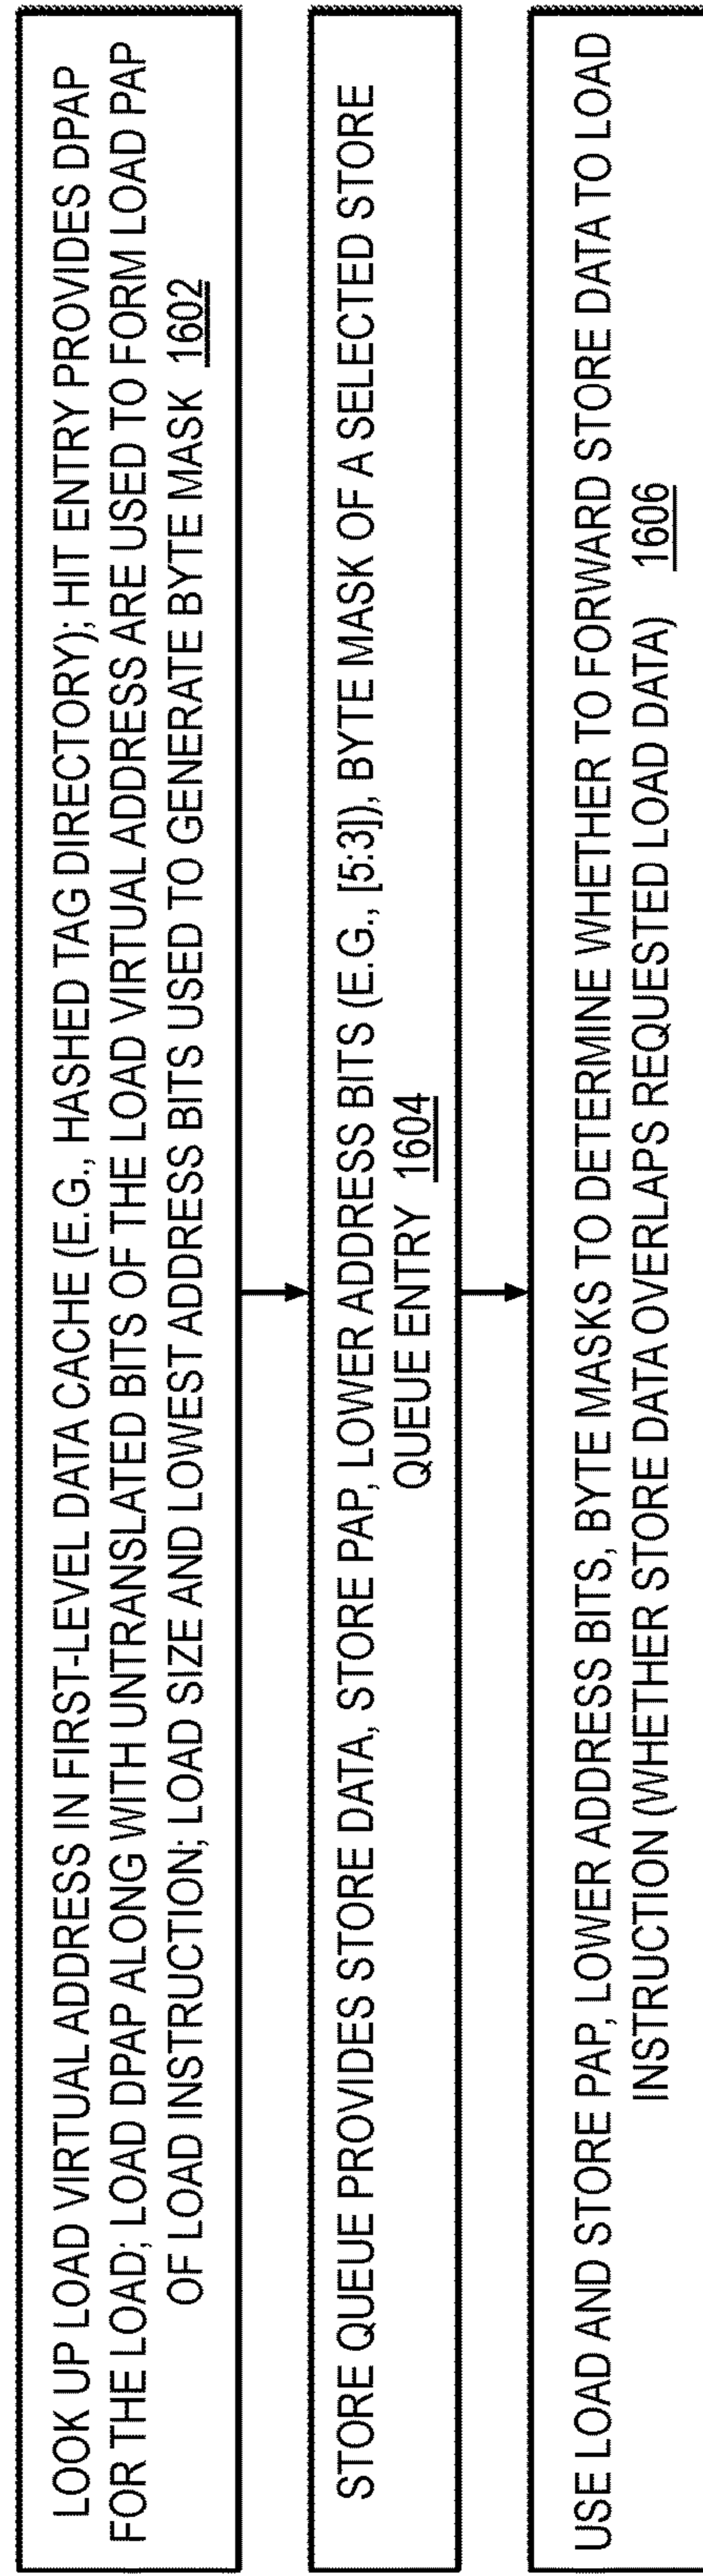 LOOK UP LOAD VIRTUAL ADDRESS IN FIRST-LEVEL DATA CACHE (E.G., HASHED TAG DIRECTORY); HIT ENTRY PROVIDES DPAP
FOR THE LOAD; LOAD DPAP ALONG WITH UNTRANSLATED BITS OF THE LOAD VIRTUAL ADDRESS ARE USED TO FORM LOAD PAP
OF LOAD INSTRUCTION; LOAD SIZE AND LOWEST ADDRESS BITS USED TO GENERATE BYTE MASK 1602
STORE QUEUE PROVIDES STORE DATA, STORE PAP, LOWER ADDRESS BITS (E.G., [5:3]), BYTE MASK OF A SELECTED STORE
QUEUE ENTRY 1604
USE LOAD AND STORE PAP, LOWER ADDRESS BITS, BYTE MASKS TO DETERMINE WHETHER TO FORWARD STORE DATA TO LOAD
INSTRUCTION (WHETHER STORE DATA OVERLAPS REQUESTED LOAD DATA) 1606